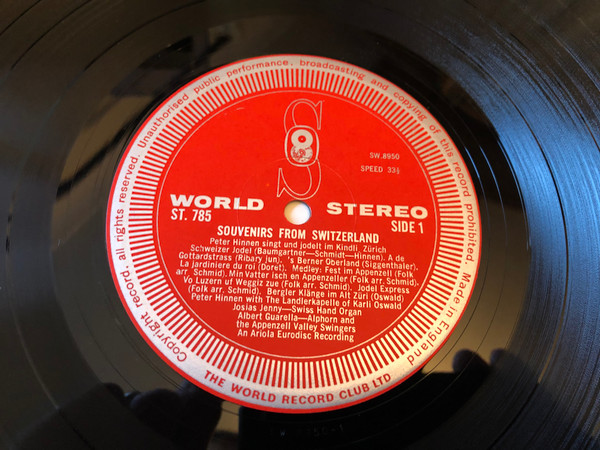 Copyright record, all rights reserved. Unauthorised public performance, broadcasting and copying of this record prohibited. Made in England
S
8
SW.8950
SPEED 33⅓
WORLD STEREO
ST. 785 SIDE 1
SOUVENIRS FROM SWITZERLAND
Peter Hinnen singt und jodelt im Kindli, Zürich
Schweizer Jodel (Baumgartner—Schmidt—Hinnen). A de
Gottardstrass (Ribary jun). 's Berner Oberland (Siggenthaler).
La jardiniere du roi (Doret). Medley: Fest im Appenzell (Folk
arr. Schmid). Min Vatter isch en Appenzeller (Folk arr. Schmid).
Vo Luzern uf Weggiz zue (Folk arr. Schmid). Jodel Express
(Folk arr. Schmid). Bergler Klänge im Alt Züri (Oswald)
Peter Hinnen with The Landlerkapelle of Karli Oswald
Josias Jenny—Swiss Hand Organ
Albert Guarella—Alphorn and
the Appenzell Valley Swingers
An Ariola Eurodisc Recording
THE WORLD RECORD CLUB LTD